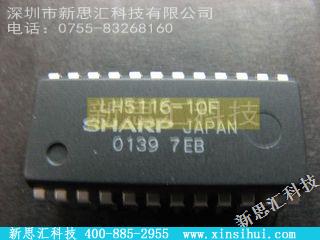 深圳市新思汇科技有限公司
电话：0755-83268160
LH5116-10F
SHARP JAPAN
0139 7EB
新思汇科技
新思汇科技 400-885-2955 www.xinsihui.com